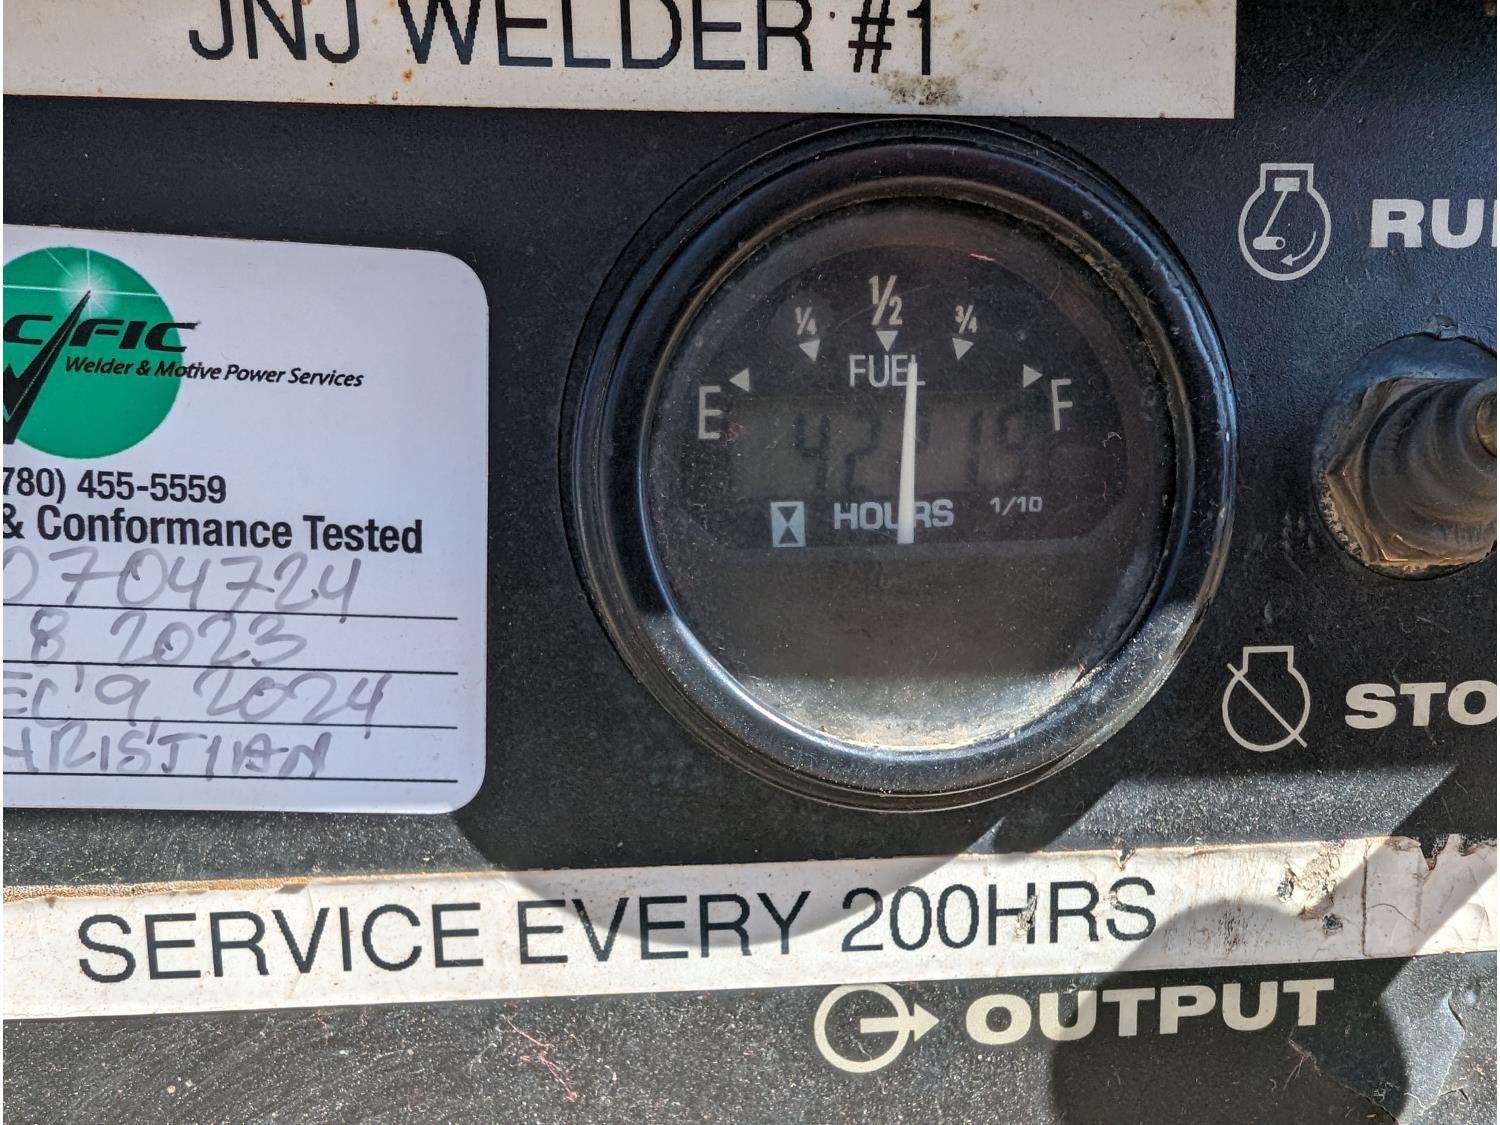 JNJ WELDER #1
C FIC
Welder & Motive Power Services
780) 455-5559
& Conformance Tested
0704724
8, 2023
EC 9, 2024
HRISTIAN
1/4 1/2 3/4
FUEL
E F
HOURS 1/10
RU
STO
SERVICE EVERY 200HRS
OUTPUT